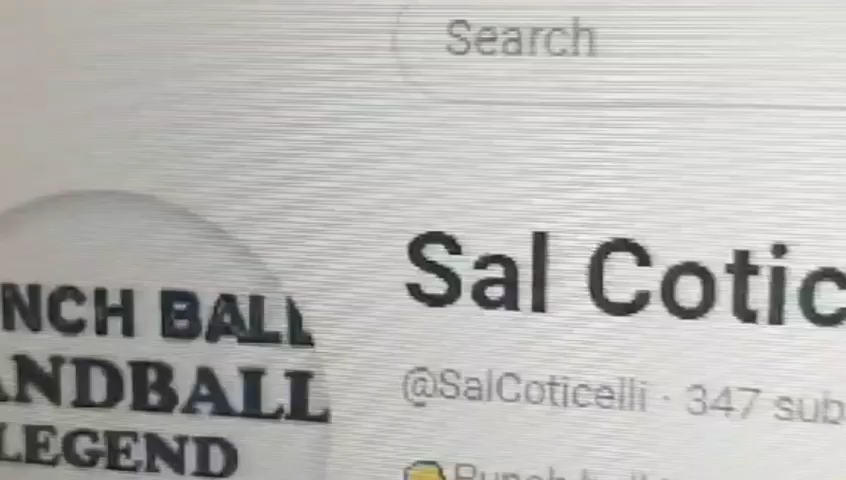 Search
Sal Cotic
@SalCoticelli · 347 sub
NCH BALL
ANDBALL
LEGEND